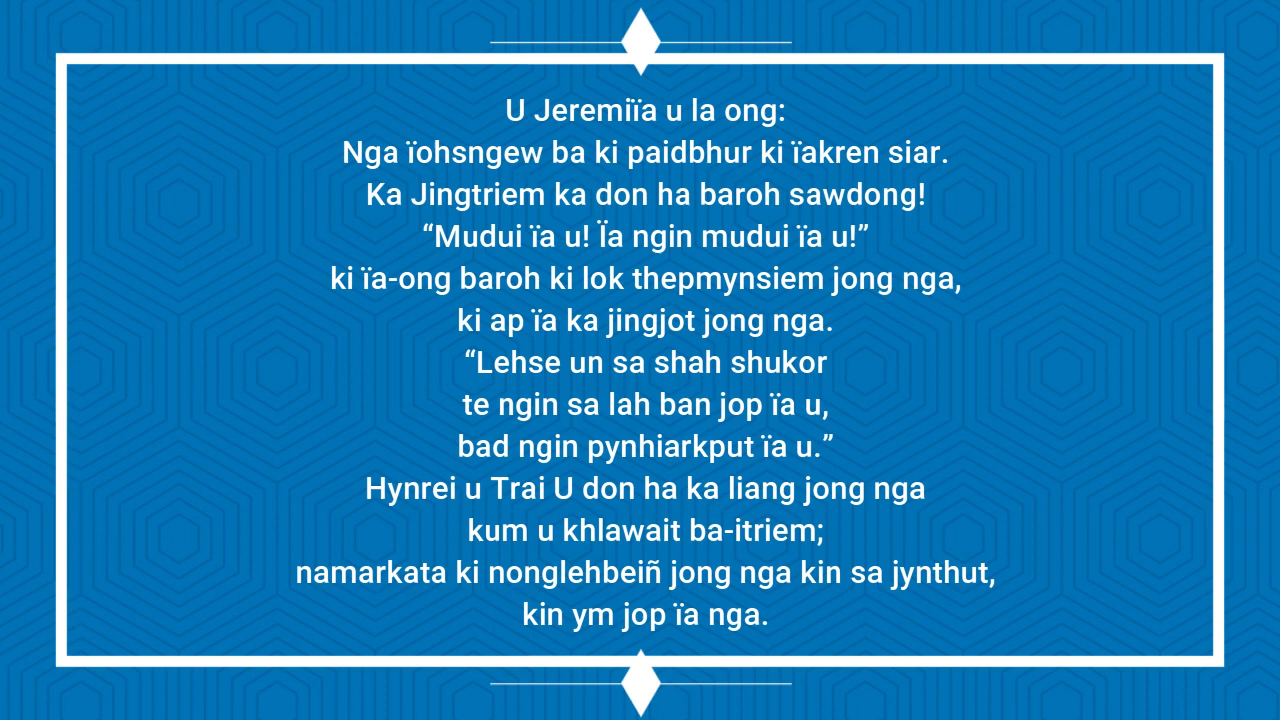 U Jeremiïa u la ong:
Nga ïohsngew ba ki paidbhur ki ïakren siar.
Ka Jingtriem ka don ha baroh sawdong!
“Mudui ïa u! Ïa ngin mudui ïa u!”
ki ïa-ong baroh ki lok thepmynsiem jong nga,
ki ap ïa ka jingjot jong nga.
“Lehse un sa shah shukor
te ngin sa lah ban jop ïa u,
bad ngin pynhiarkput ïa u.”
Hynrei u Trai U don ha ka liang jong nga
kum u khlawait ba-itriem;
namarkata ki nonglehbeiñ jong nga kin sa jynthut,
kin ym jop ïa nga.